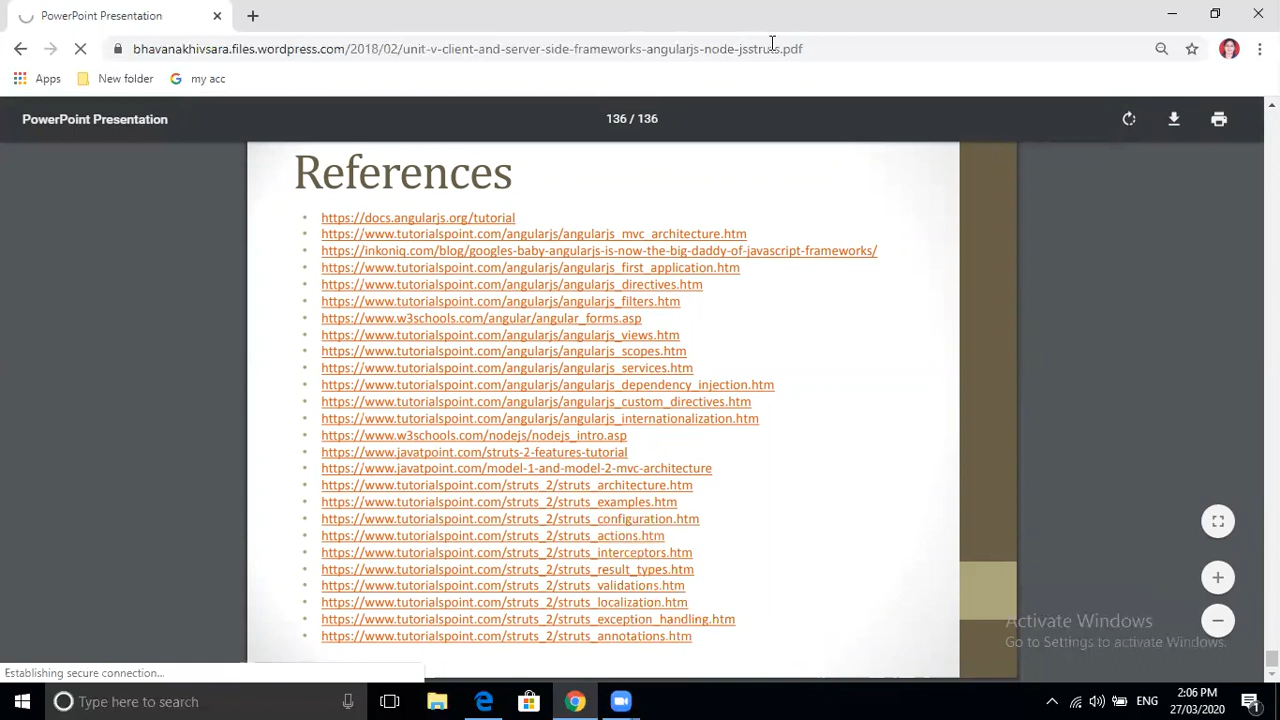 PowerPoint Presentation
bhavanakhivsara.files.wordpress.com/2018/02/unit-v-client-and-server-side-frameworks-angularjs-node-jsstruts.pdf
Apps
New folder
my acc
PowerPoint Presentation
136 / 136
References
• https://docs.angularjs.org/tutorial
• https://www.tutorialspoint.com/angularjs/angularjs_mvc_architecture.htm
• https://inkoniq.com/blog/googles-baby-angularjs-is-now-the-big-daddy-of-javascript-frameworks/
• https://www.tutorialspoint.com/angularjs/angularjs_first_application.htm
• https://www.tutorialspoint.com/angularjs/angularjs_directives.htm
• https://www.tutorialspoint.com/angularjs/angularjs_filters.htm
• https://www.w3schools.com/angular/angular_forms.asp
• https://www.tutorialspoint.com/angularjs/angularjs_views.htm
• https://www.tutorialspoint.com/angularjs/angularjs_scopes.htm
• https://www.tutorialspoint.com/angularjs/angularjs_services.htm
• https://www.tutorialspoint.com/angularjs/angularjs_dependency_injection.htm
• https://www.tutorialspoint.com/angularjs/angularjs_custom_directives.htm
• https://www.tutorialspoint.com/angularjs/angularjs_internationalization.htm
• https://www.w3schools.com/nodejs/nodejs_intro.asp
• https://www.javatpoint.com/struts-2-features-tutorial
• https://www.javatpoint.com/model-1-and-model-2-mvc-architecture
• https://www.tutorialspoint.com/struts_2/struts_architecture.htm
• https://www.tutorialspoint.com/struts_2/struts_examples.htm
• https://www.tutorialspoint.com/struts_2/struts_configuration.htm
• https://www.tutorialspoint.com/struts_2/struts_actions.htm
• https://www.tutorialspoint.com/struts_2/struts_interceptors.htm
• https://www.tutorialspoint.com/struts_2/struts_result_types.htm
• https://www.tutorialspoint.com/struts_2/struts_validations.htm
• https://www.tutorialspoint.com/struts_2/struts_localization.htm
• https://www.tutorialspoint.com/struts_2/struts_exception_handling.htm
• https://www.tutorialspoint.com/struts_2/struts_annotations.htm
Activate Windows
Go to Settings to activate Windows.
Establishing secure connection...
Type here to search
ENG
2:06 PM
27/03/2020
1